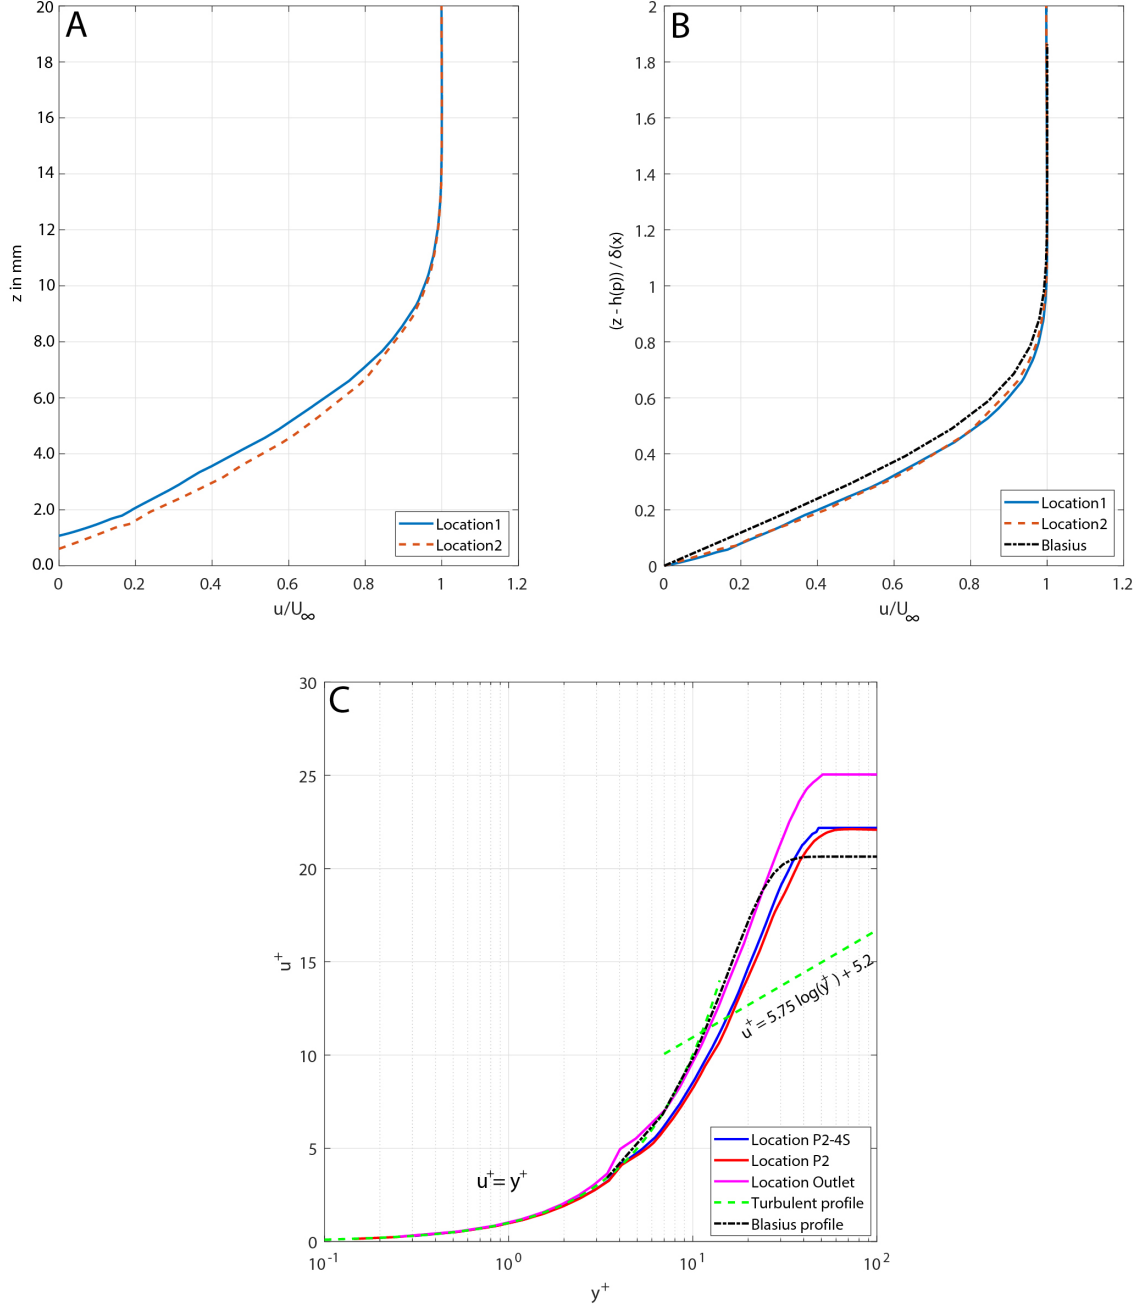 A
20
18
16
14
12
10
8.0
6.0
4.0
2.0
0.0
z in mm
0 0.2 0.4 0.6 0.8 1 1.2
u/U∞
Location1
Location2
B
2
1.8
1.6
1.4
1.2
1
0.8
0.6
0.4
0.2
0
(z - h(p)) / δ(x)
0 0.2 0.4 0.6 0.8 1 1.2
u/U∞
Location1
Location2
Blasius
C
30
25
20
15
10
5
0
u⁺
u⁺= y⁺
u⁺ = 5.75 log(y⁺) + 5.2
Location P2-4S
Location P2
Location Outlet
Turbulent profile
Blasius profile
10⁻¹ 10⁰ 10¹ 10²
y⁺